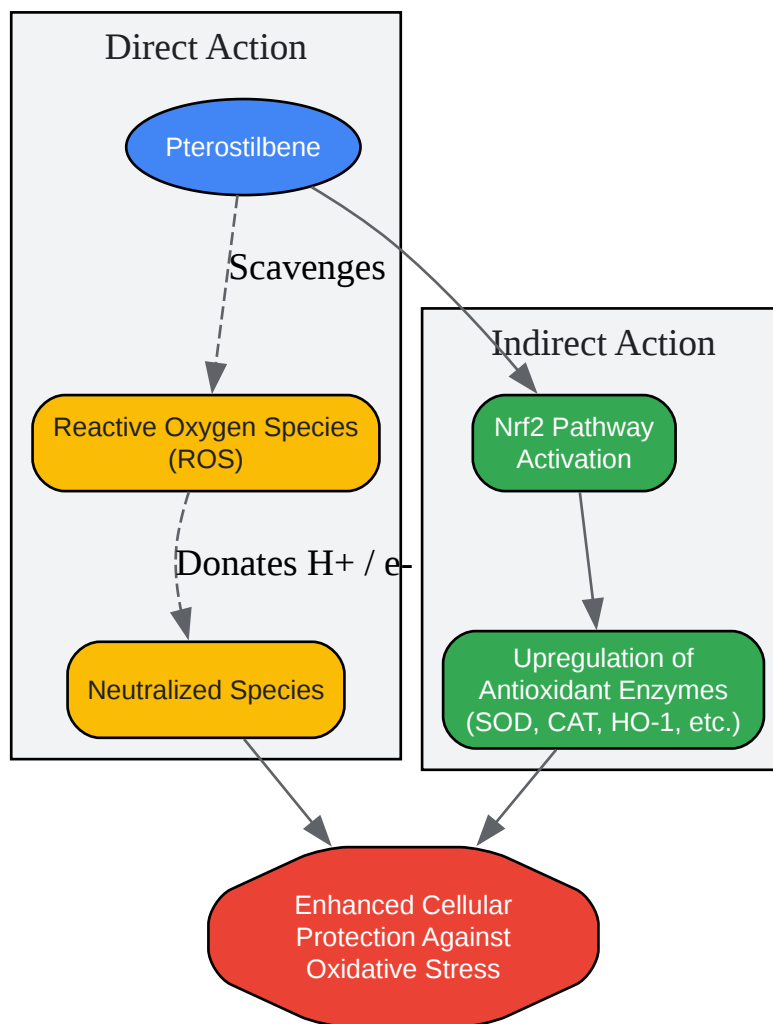 Direct Action
Pterostilbene
Scavenges
Indirect Action
Reactive Oxygen Species
(ROS)
Nrf2 Pathway
Activation
Donates H+ / e-
Neutralized Species
Upregulation of
Antioxidant Enzymes
(SOD, CAT, HO-1, etc.)
Enhanced Cellular
Protection Against
Oxidative Stress